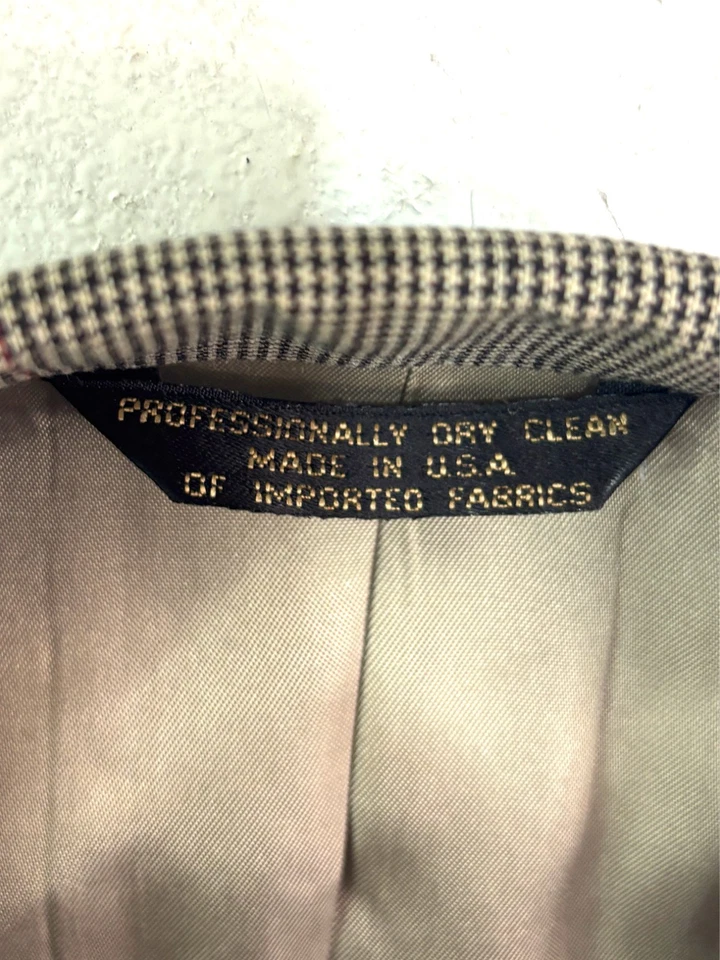 PROFESSIONALLY DRY CLEAN
MADE IN U.S.A.
OF IMPORTED FABRICS